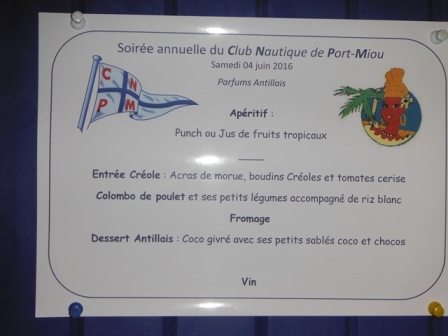 Soirée annuelle du Club Nautique de Port-Miou
Samedi 04 juin 2016
Parfums Antillais
C N
P M
Apéritif :
Punch ou Jus de fruits tropicaux
Entrée Créole : Acras de morue, boudins Créoles et tomates cerise
Colombo de poulet et ses petits légumes accompagné de riz blanc
Fromage
Dessert Antillais : Coco givré avec ses petits sablés coco et chocos
Vin